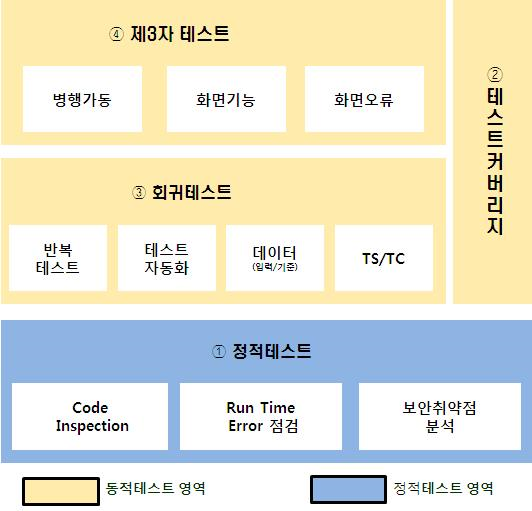 ④ 제3자 테스트
병행가동
화면기능
화면오류
② 테스트커버리지
③ 회귀테스트
반복
테스트
테스트
자동화
데이터
(입력/기준)
TS/TC
① 정적테스트
Code
Inspection
Run Time
Error 점검
보안취약점
분석
동적테스트 영역
정적테스트 영역